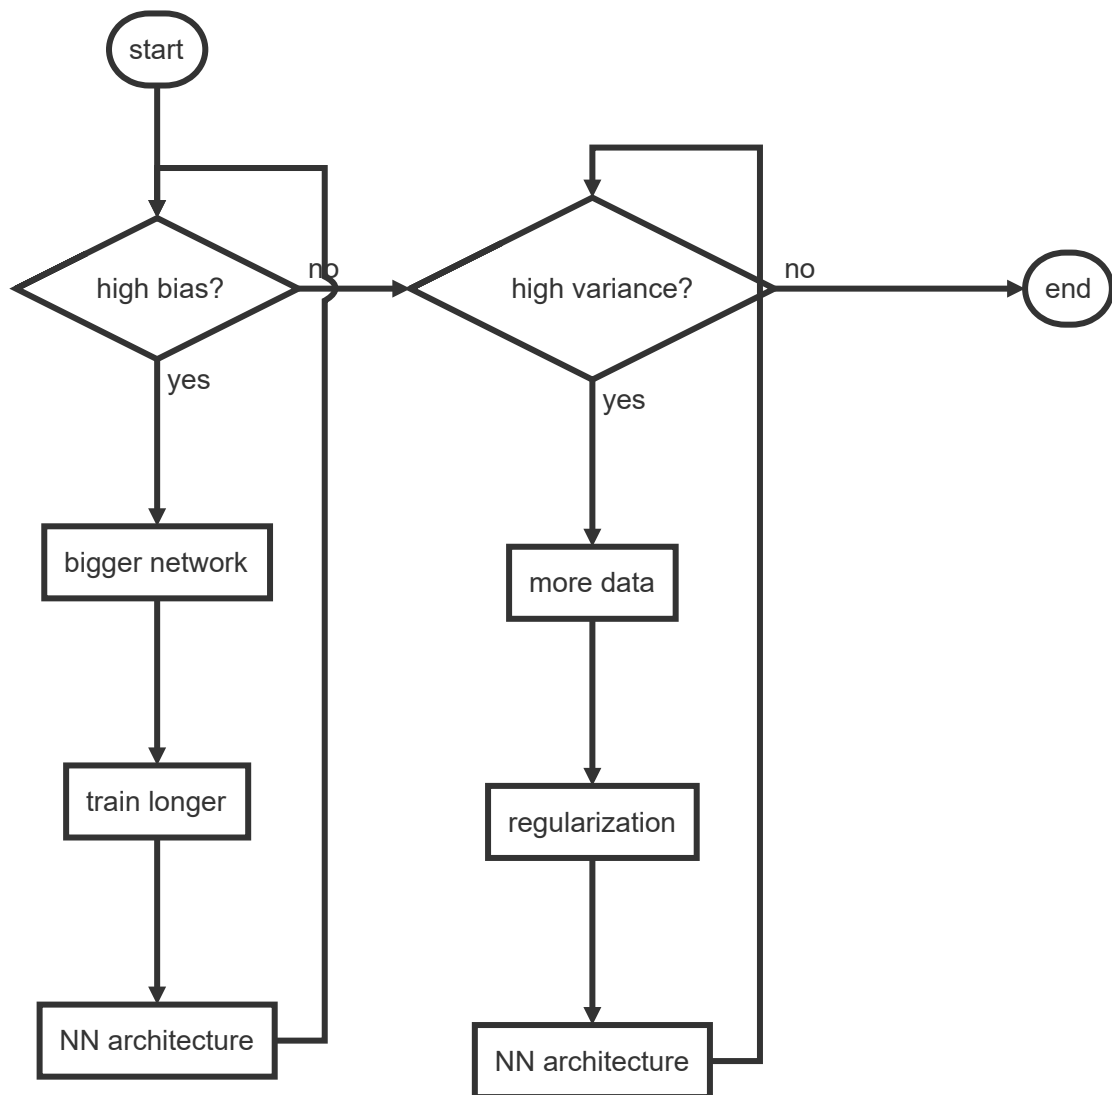 start
high bias?
no
yes
bigger network
train longer
NN architecture
high variance?
no
yes
more data
regularization
NN architecture
end